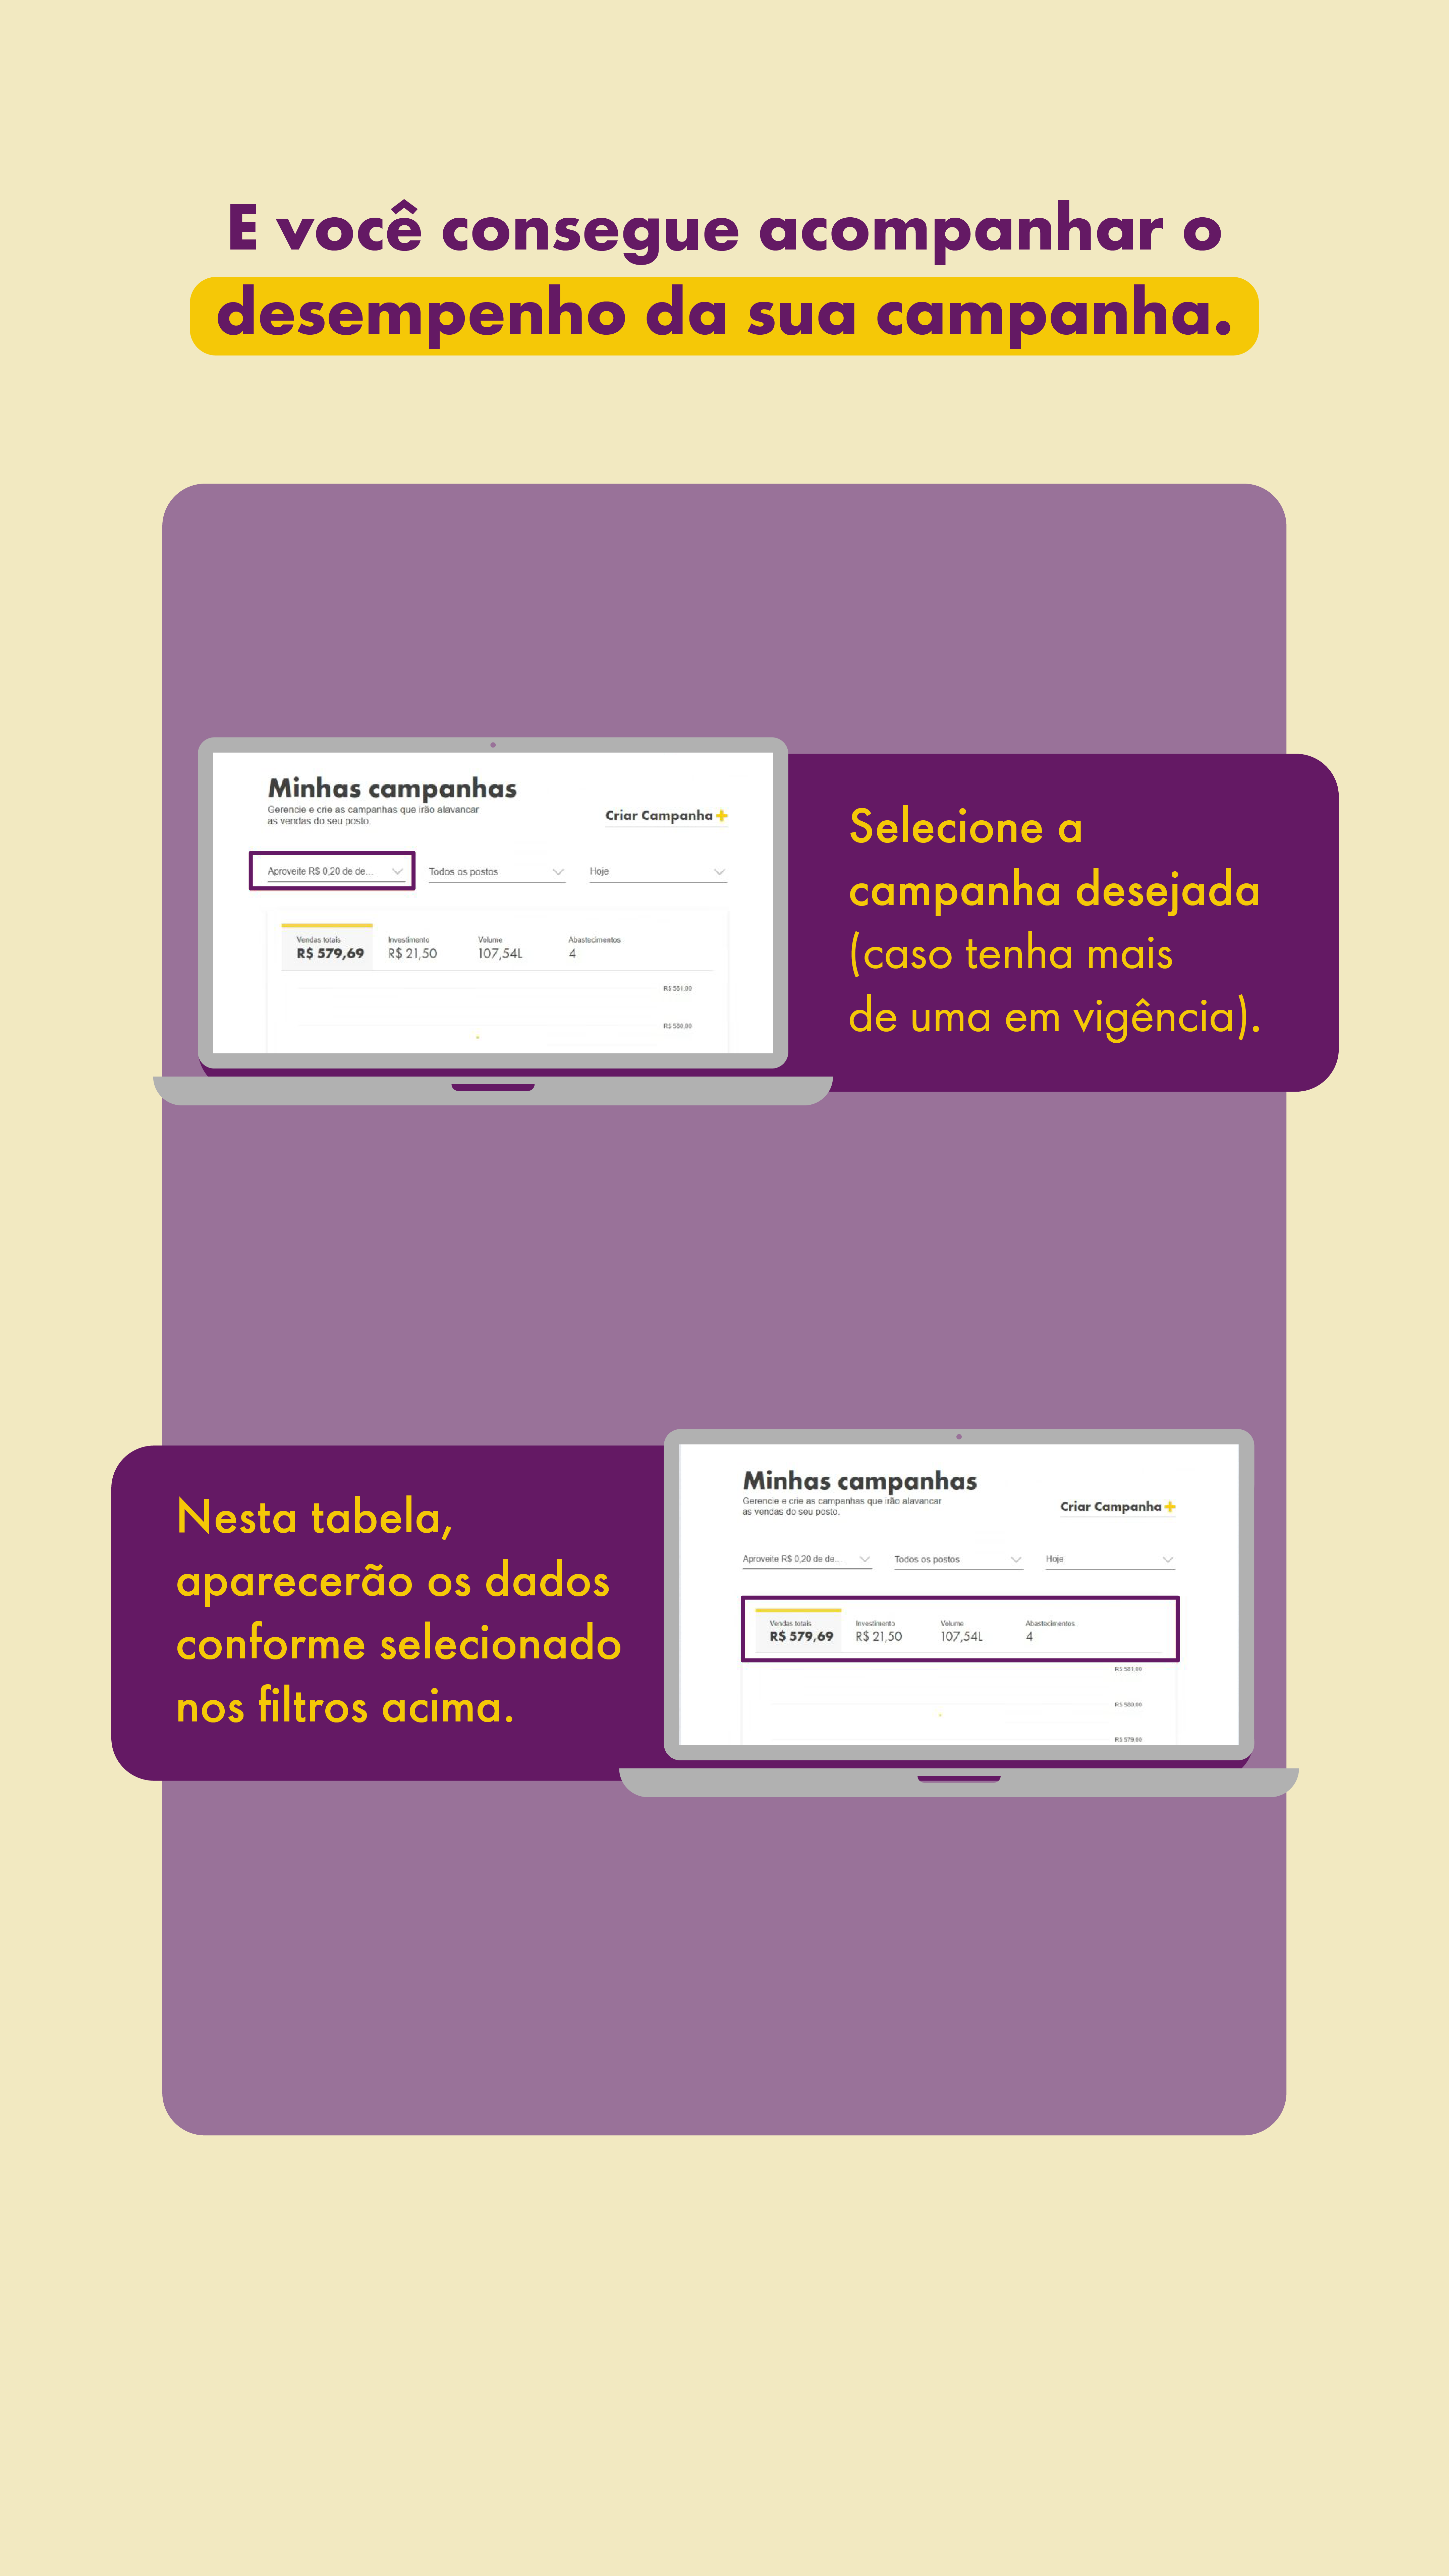 E você consegue acompanhar o
desempenho da sua campanha.
Minhas campanhas
Gerencie e crie as campanhas que irão alavancar
as vendas do seu posto.
Criar Campanha
Aproveite R$ 0,20 de de...
Todos os postos
Hoje
Vendas totais
R$ 579,69
Investimento
R$ 21,50
Volume
107,54L
Abastecimentos
4
R$ 581,00
R$ 580,00
Selecione a
campanha desejada
(caso tenha mais
de uma em vigência).
Nesta tabela,
aparecerão os dados
conforme selecionado
nos filtros acima.
Minhas campanhas
Gerencie e crie as campanhas que irão alavancar
as vendas do seu posto.
Criar Campanha
Aproveite R$ 0,20 de de...
Todos os postos
Hoje
Vendas totais
R$ 579,69
Investimento
R$ 21,50
Volume
107,54L
Abastecimentos
4
R$ 581,00
R$ 580,00
R$ 579,00